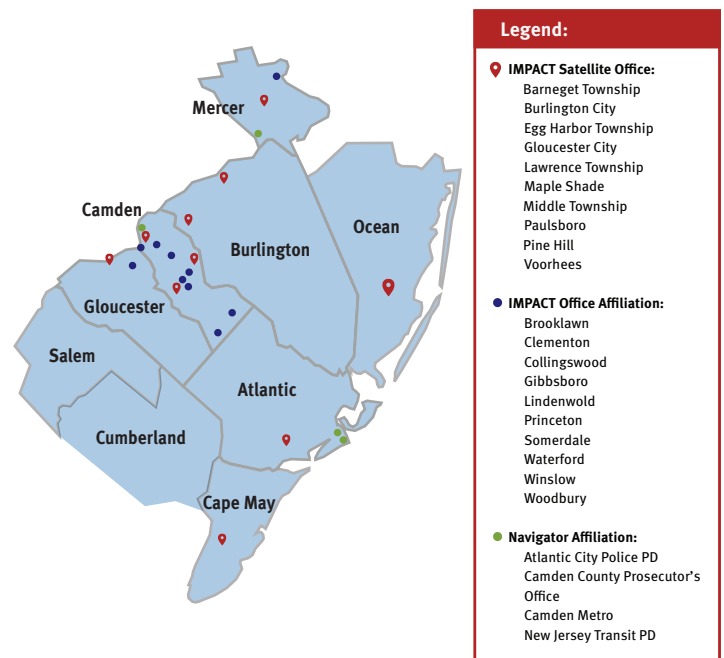 Mercer
Camden
Ocean
Burlington
Gloucester
Salem
Atlantic
Cumberland
Cape May
Legend:
IMPACT Satellite Office:
Barneget Township
Burlington City
Egg Harbor Township
Gloucester City
Lawrence Township
Maple Shade
Middle Township
Paulsboro
Pine Hill
Voorhees
IMPACT Office Affiliation:
Brooklawn
Clementon
Collingswood
Gibbsboro
Lindenwold
Princeton
Somerdale
Waterford
Winslow
Woodbury
Navigator Affiliation:
Atlantic City Police PD
Camden County Prosecutor’s
Office
Camden Metro
New Jersey Transit PD